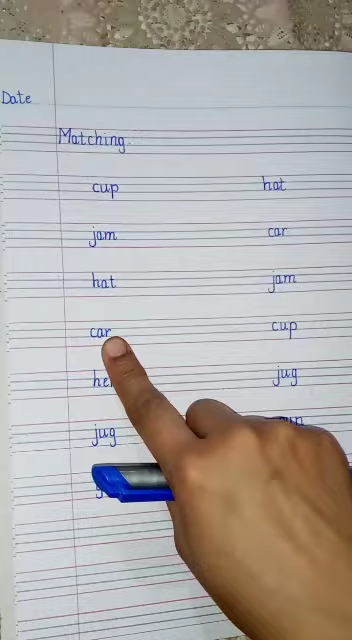 Date
Matching.
cup hat
jam car
hat jam
car cup
jug
jug